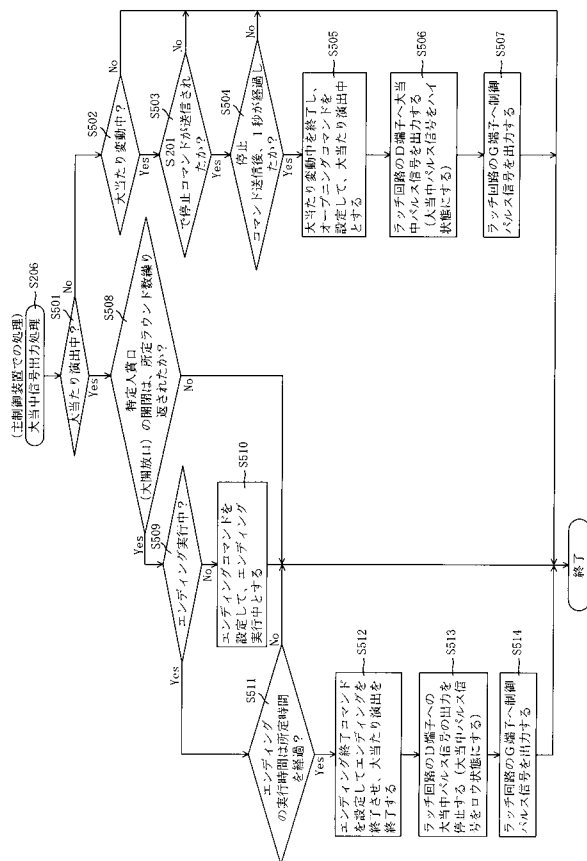 (主制御装置での処理)
大当中信号出力処理
S206
S501
大当たり演出中？
No
Yes
S502
大当たり変動中？
No
Yes
S503
S201
で停止コマンドが送信され
たか？
No
Yes
S504
停止
コマンド送信後、1秒が経過し
たか？
No
Yes
S505
大当たり変動中を終了し、
オープニングコマンドを
設定して、大当たり演出中
とする
S506
ラッチ回路のD端子へ大当
中パルス信号を出力する
(大当中パルス信号をハイ
状態にする)
S507
ラッチ回路のG端子へ制御
パルス信号を出力する
S508
特定入賞口
(大開放口)の開閉は、所定ラウンド数繰り
返されたか？
No
Yes
S509
エンディング実行中？
No
Yes
S510
エンディングコマンドを
設定して、エンディング
実行中とする
S511
エンディング
の実行時間は所定時間
を経過？
No
Yes
S512
エンディング終了コマンド
を設定してエンディングを
終了させ、大当たり演出を
終了する
S513
ラッチ回路のD端子への
大当中パルス信号の出力を
停止する(大当中パルス信
号をロウ状態にする)
S514
ラッチ回路のG端子へ制御
パルス信号を出力する
終了